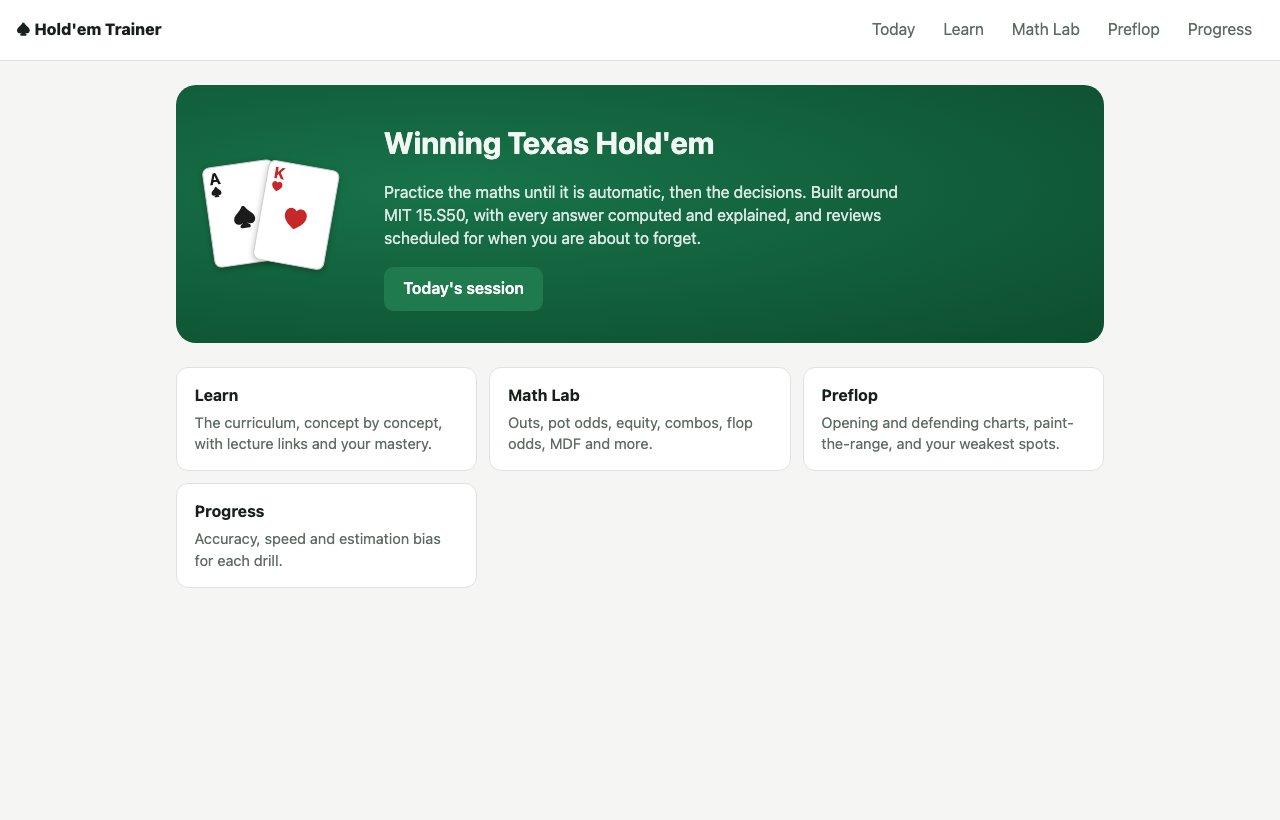 ♠ Hold'em Trainer
Today Learn Math Lab Preflop Progress
A♠
K♥
Winning Texas Hold'em
Practice the maths until it is automatic, then the decisions. Built around
MIT 15.S50, with every answer computed and explained, and reviews
scheduled for when you are about to forget.
Today's session
Learn
The curriculum, concept by concept,
with lecture links and your mastery.
Math Lab
Outs, pot odds, equity, combos, flop
odds, MDF and more.
Preflop
Opening and defending charts, paint-
the-range, and your weakest spots.
Progress
Accuracy, speed and estimation bias
for each drill.